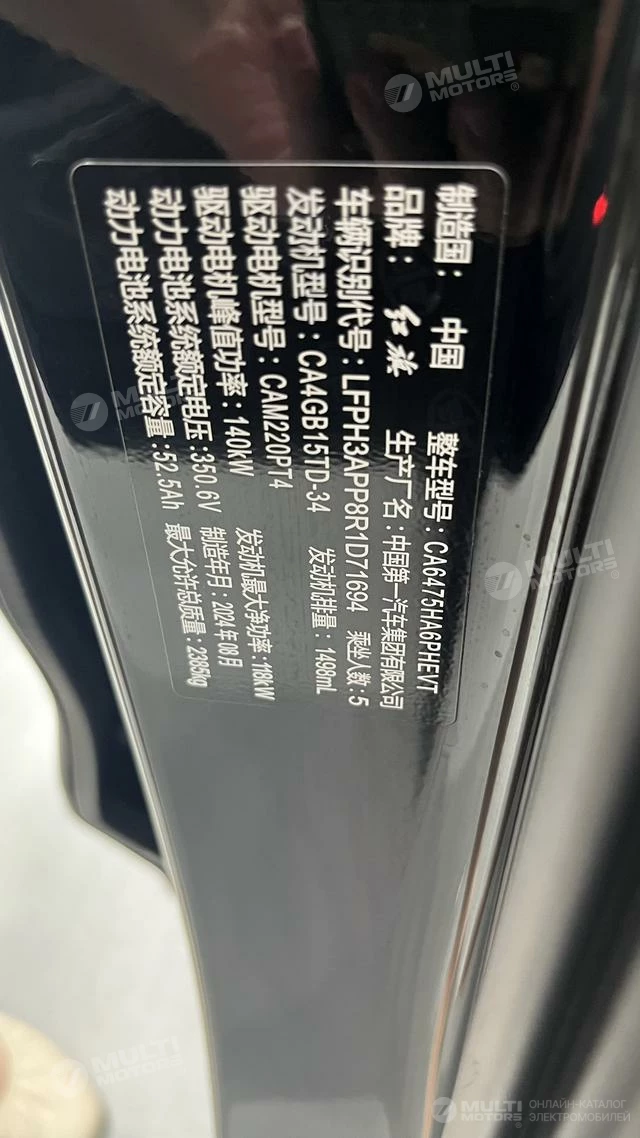 制造国： 中国 整车型号：CA6475HA6PHEVT
品牌： 红旗 生产厂名：中国第一汽车集团有限公司
车辆识别代号：LFPH3APP8R1D71694 乘坐人数：5
发动机型号：CA4GB15TD-34 发动机排量：1498mL
驱动电机型号：CAM220PT4
驱动电机峰值功率：140kW 发动机最大净功率：118kW
动力电池系统额定电压：350.6V 制造年月：2024年08月
动力电池系统额定容量：52.5Ah 最大允许总质量：2385kg
MULTI
MOTORS®
MULTI
MOTORS®
MULTI
MOTORS®
MULTI
MOTORS®
MULTI
MOTORS®
ОНЛАЙН-КАТАЛОГ
ЭЛЕКТРОМОБИЛЕЙ